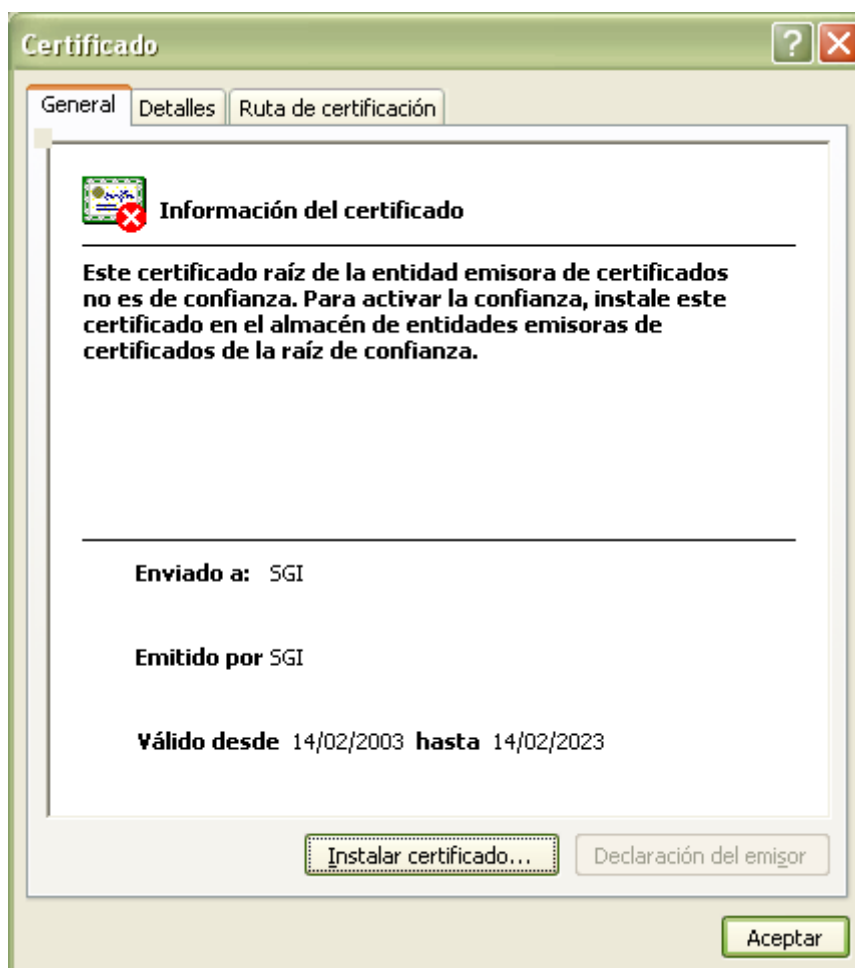 Certificado
General Detalles Ruta de certificación
Información del certificado
Este certificado raíz de la entidad emisora de certificados
no es de confianza. Para activar la confianza, instale este
certificado en el almacén de entidades emisoras de
certificados de la raíz de confianza.
Enviado a: SGI
Emitido por SGI
Válido desde 14/02/2003 hasta 14/02/2023
Instalar certificado... Declaración del emisor
Aceptar